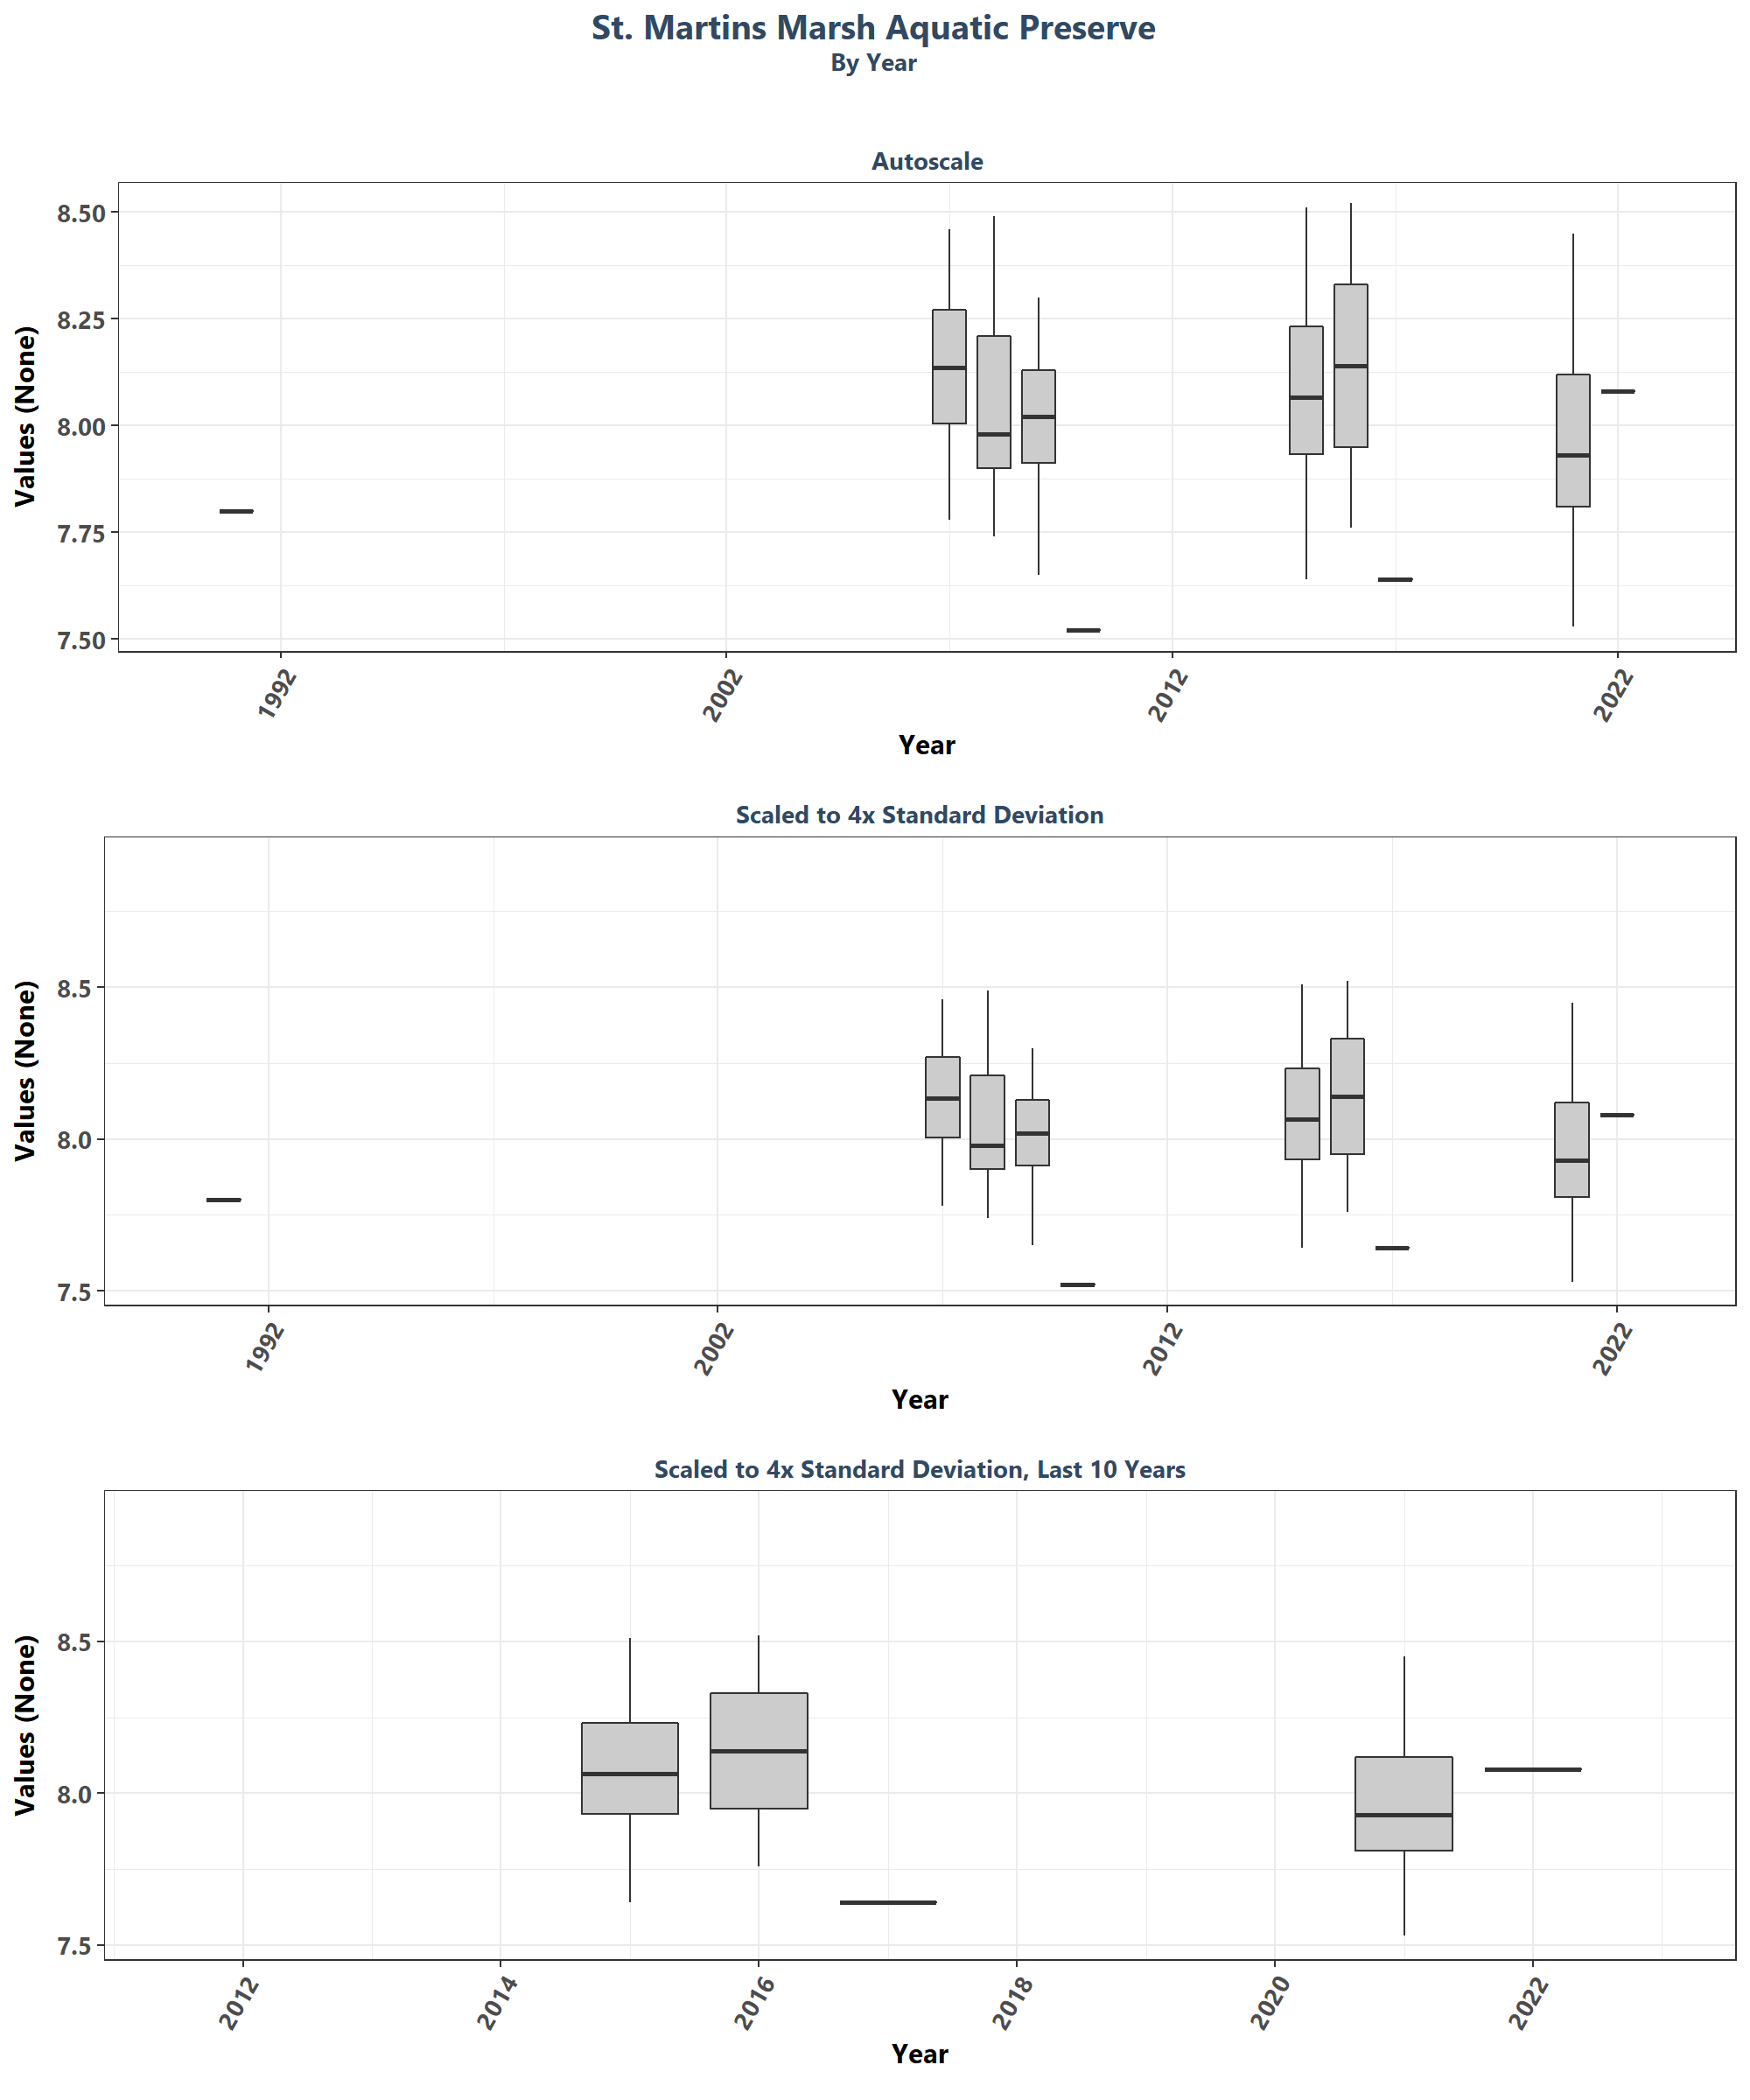 St. Martins Marsh Aquatic Preserve
By Year
Autoscale
Values (None)
8.50
8.25
8.00
7.75
7.50
1992 2002 2012 2022
Year
Scaled to 4x Standard Deviation
Values (None)
8.5
8.0
7.5
1992 2002 2012 2022
Year
Scaled to 4x Standard Deviation, Last 10 Years
Values (None)
8.5
8.0
7.5
2012 2014 2016 2018 2020 2022
Year